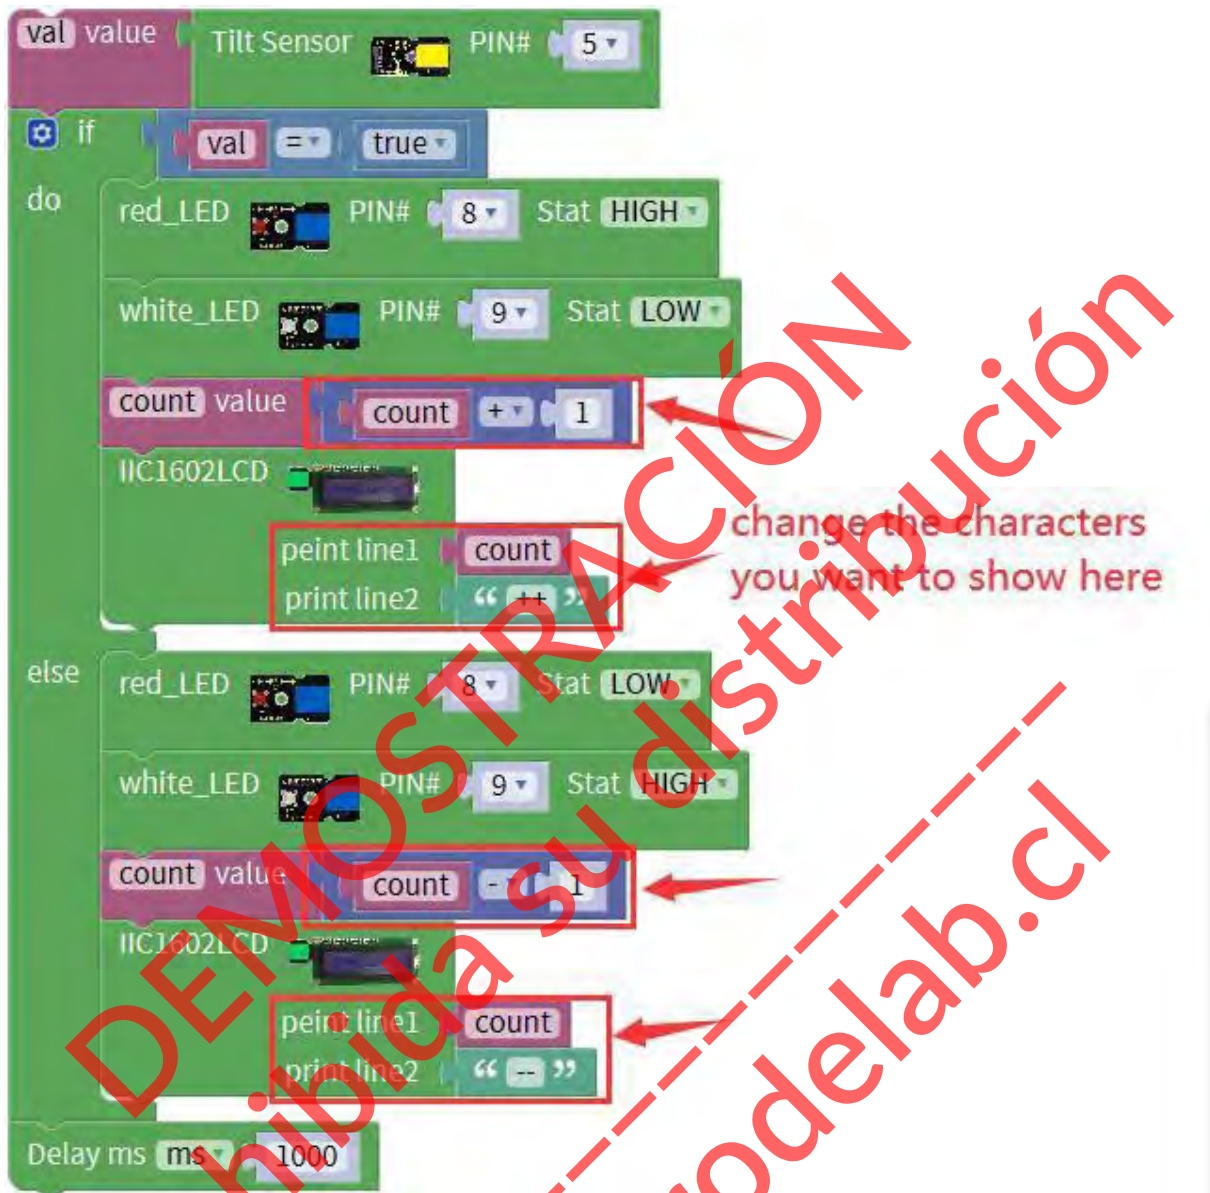 val value Tilt Sensor PIN# 5
if val = true
do
red_LED PIN# 8 Stat HIGH
white_LED PIN# 9 Stat LOW
count value count + 1
IIC1602LCD
peint line1 count
print line2 “ ++ ”
change the characters
you want to show here
else
red_LED PIN# 8 Stat LOW
white_LED PIN# 9 Stat HIGH
count value count - 1
IIC1602LCD
peint line1 count
print line2 “ -- ”
Delay ms ms 1000
DEMOSTRACIÓN
hibida su distribución
rodelab.cl